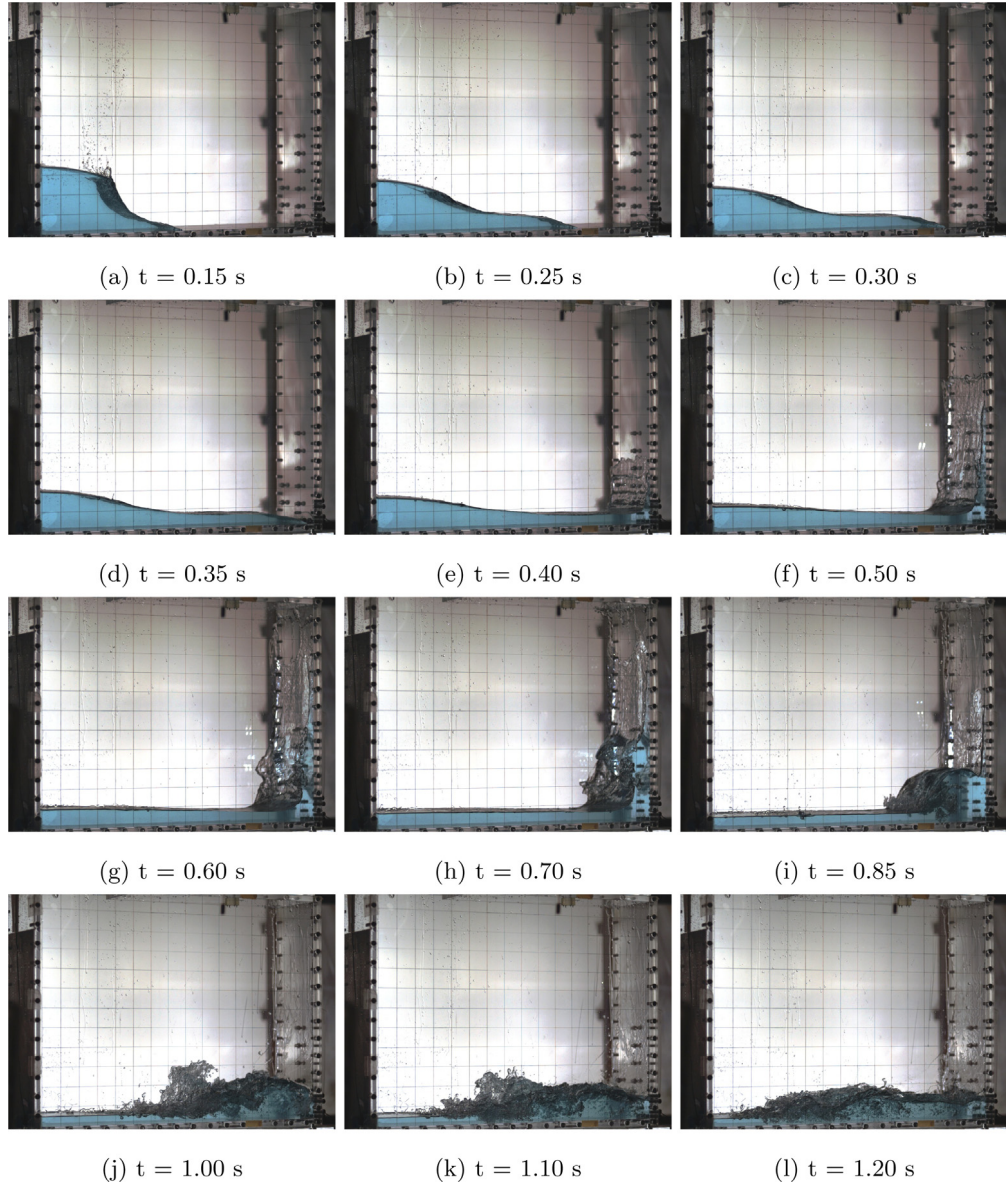 (a) t = 0.15 s
(b) t = 0.25 s
(c) t = 0.30 s
(d) t = 0.35 s
(e) t = 0.40 s
(f) t = 0.50 s
(g) t = 0.60 s
(h) t = 0.70 s
(i) t = 0.85 s
(j) t = 1.00 s
(k) t = 1.10 s
(l) t = 1.20 s